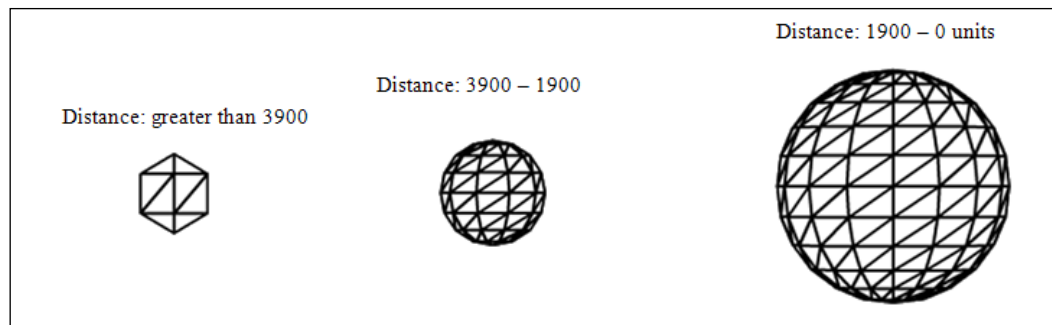 Distance: greater than 3900
Distance: 3900 – 1900
Distance: 1900 – 0 units